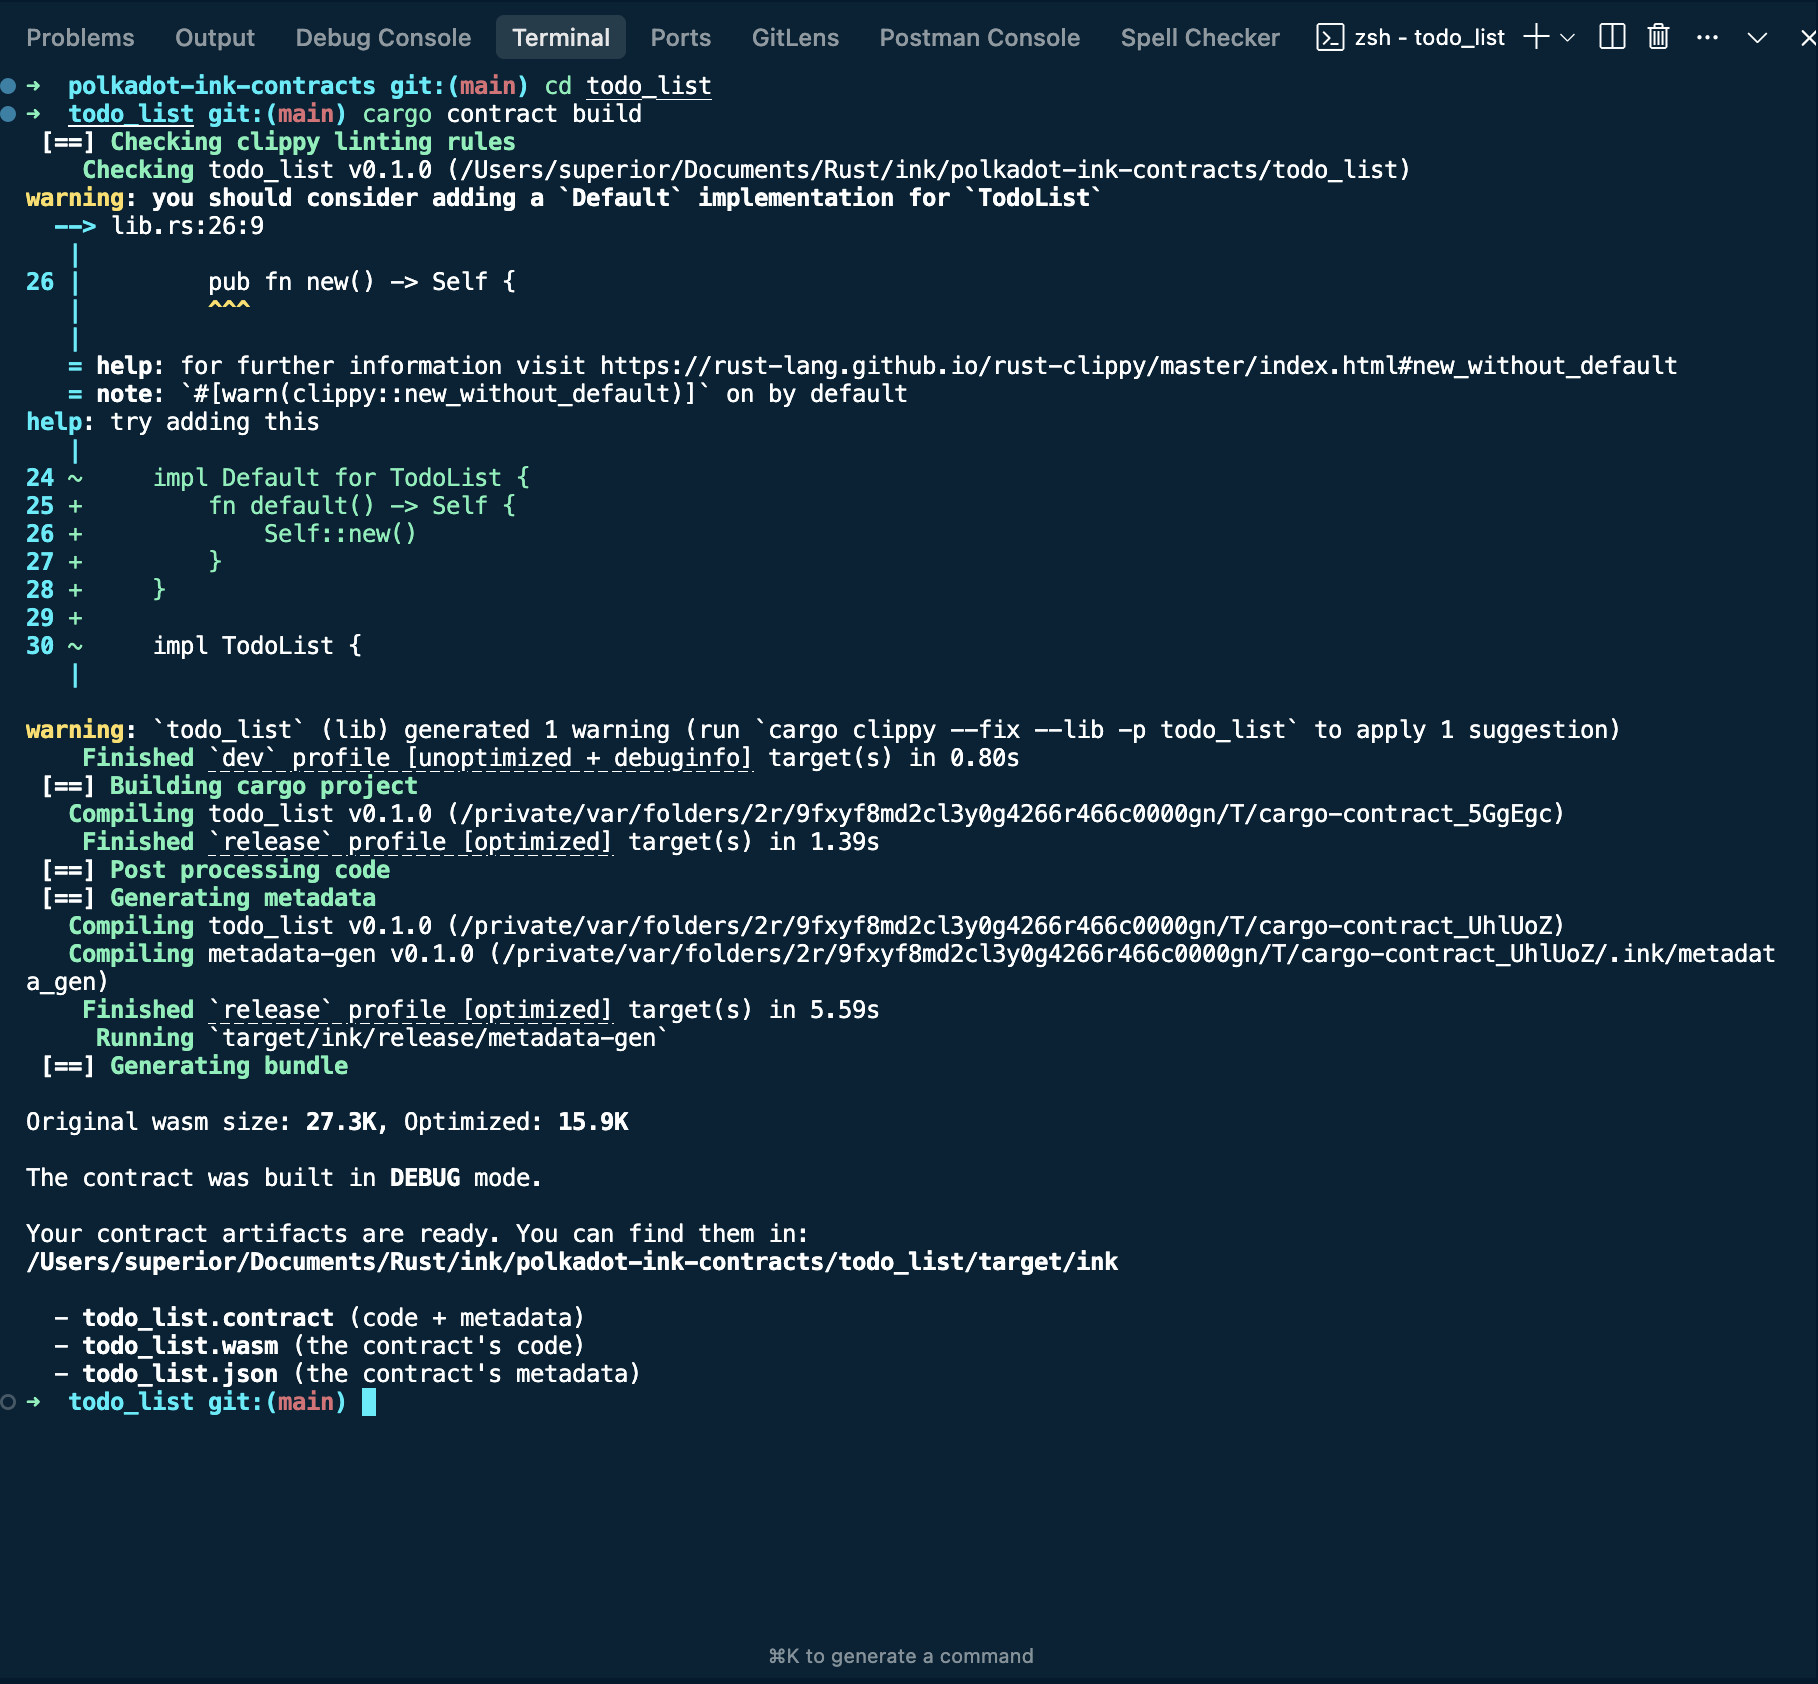 Problems Output Debug Console Terminal Ports GitLens Postman Console Spell Checker zsh - todo_list
➜  polkadot-ink-contracts git:(main) cd todo_list
➜  todo_list git:(main) cargo contract build
 [==] Checking clippy linting rules
    Checking todo_list v0.1.0 (/Users/superior/Documents/Rust/ink/polkadot-ink-contracts/todo_list)
warning: you should consider adding a `Default` implementation for `TodoList`
  --> lib.rs:26:9
   |
26 |         pub fn new() -> Self {
   |         ^^^
   |
   = help: for further information visit https://rust-lang.github.io/rust-clippy/master/index.html#new_without_default
   = note: `#[warn(clippy::new_without_default)]` on by default
help: try adding this
   |
24 ~     impl Default for TodoList {
25 +         fn default() -> Self {
26 +             Self::new()
27 +         }
28 +     }
29 +
30 ~     impl TodoList {
   |
warning: `todo_list` (lib) generated 1 warning (run `cargo clippy --fix --lib -p todo_list` to apply 1 suggestion)
    Finished `dev` profile [unoptimized + debuginfo] target(s) in 0.80s
 [==] Building cargo project
   Compiling todo_list v0.1.0 (/private/var/folders/2r/9fxyf8md2cl3y0g4266r466c0000gn/T/cargo-contract_5GgEgc)
    Finished `release` profile [optimized] target(s) in 1.39s
 [==] Post processing code
 [==] Generating metadata
   Compiling todo_list v0.1.0 (/private/var/folders/2r/9fxyf8md2cl3y0g4266r466c0000gn/T/cargo-contract_UhlUoZ)
   Compiling metadata-gen v0.1.0 (/private/var/folders/2r/9fxyf8md2cl3y0g4266r466c0000gn/T/cargo-contract_UhlUoZ/.ink/metadat
a_gen)
    Finished `release` profile [optimized] target(s) in 5.59s
     Running `target/ink/release/metadata-gen`
 [==] Generating bundle
Original wasm size: 27.3K, Optimized: 15.9K
The contract was built in DEBUG mode.
Your contract artifacts are ready. You can find them in:
/Users/superior/Documents/Rust/ink/polkadot-ink-contracts/todo_list/target/ink
  - todo_list.contract (code + metadata)
  - todo_list.wasm (the contract's code)
  - todo_list.json (the contract's metadata)
➜  todo_list git:(main)
⌘K to generate a command